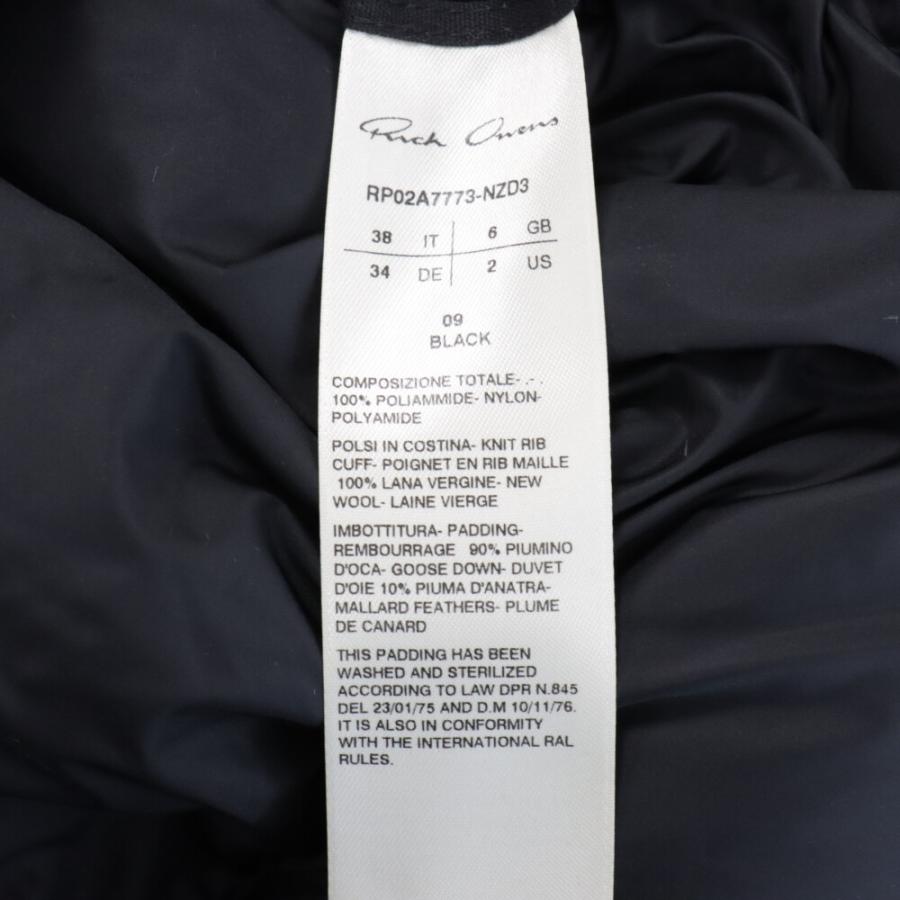 Rick Owens
RP02A7773-NZD3
38 IT 6 GB
34 DE 2 US
09
BLACK
COMPOSIZIONE TOTALE- .- .
100% POLIAMMIDE- NYLON-
POLYAMIDE
POLSI IN COSTINA- KNIT RIB
CUFF- POIGNET EN RIB MAILLE
100% LANA VERGINE- NEW
WOOL- LAINE VIERGE
IMBOTTITURA- PADDING-
REMBOURRAGE 90% PIUMINO
D'OCA- GOOSE DOWN- DUVET
D'OIE 10% PIUMA D'ANATRA-
MALLARD FEATHERS- PLUME
DE CANARD
THIS PADDING HAS BEEN
WASHED AND STERILIZED
ACCORDING TO LAW DPR N.845
DEL 23/01/75 AND D.M 10/11/76.
IT IS ALSO IN CONFORMITY
WITH THE INTERNATIONAL RAL
RULES.